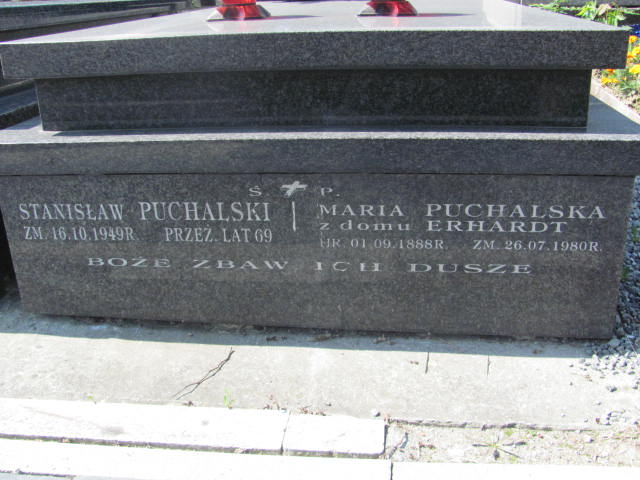 Ś P.
STANISŁAW PUCHALSKI
ZM. 16.10.1949R. PRZEŻ. LAT 69
MARIA PUCHALSKA
z domu ERHARDT
UR. 01.09.1888R. ZM. 26.07.1980R.
BOŻE ZBAW ICH DUSZE